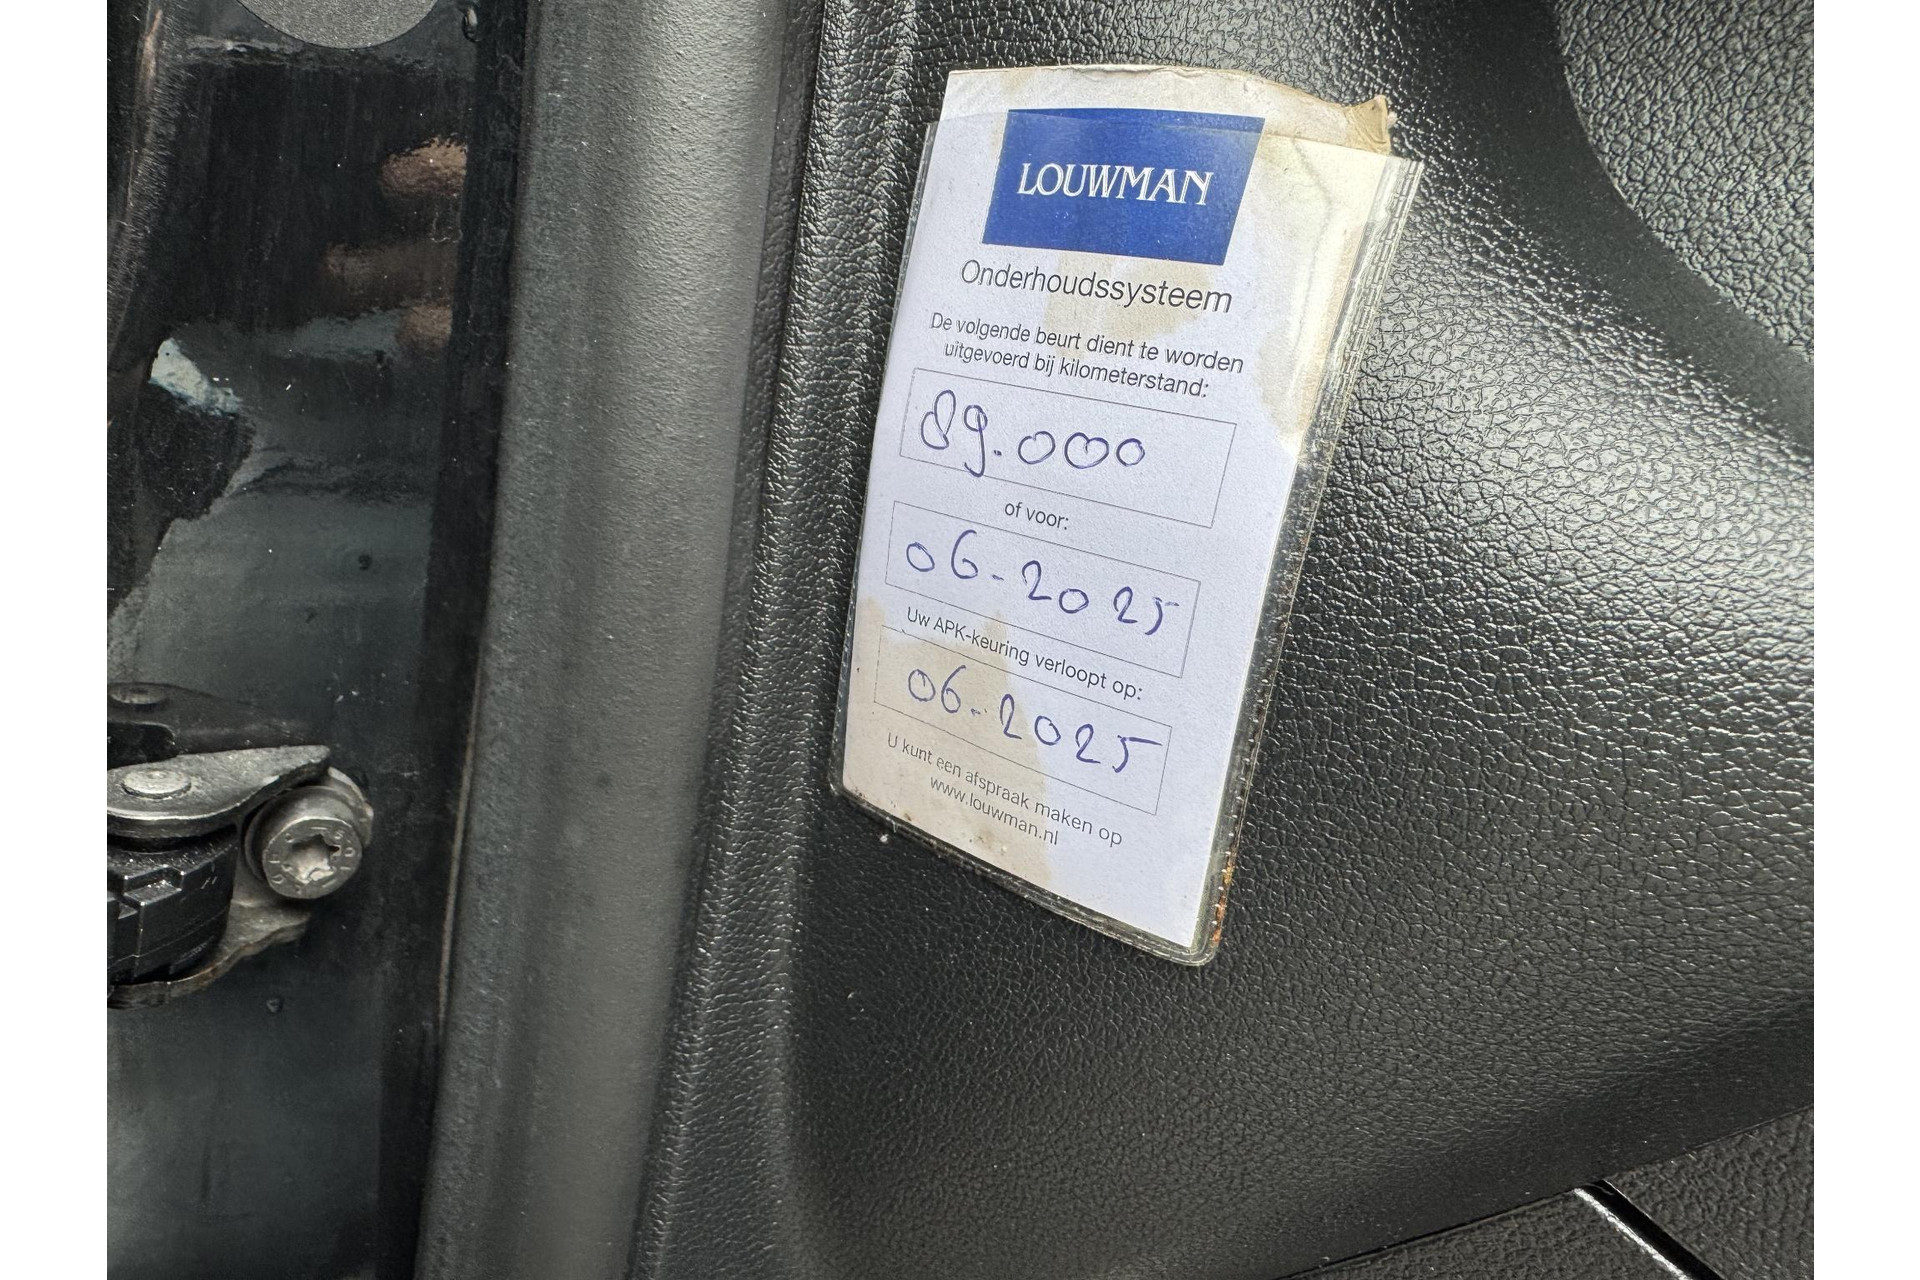 LOUWMAN
Onderhoudssysteem
De volgende beurt dient te worden
uitgevoerd bij kilometerstand:
89.000
of voor:
06-2025
Uw APK-keuring verloopt op:
06-2025
U kunt een afspraak maken op
www.louwman.nl